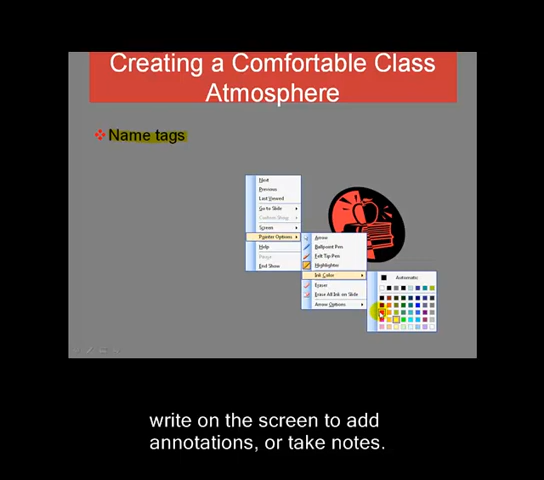 Creating a Comfortable Class
Atmosphere
Name tags
Next
Previous
Last Viewed
Go to Slide
Custom Show
Screen
Pointer Options
Help
Pause
End Show
Arrow
Ballpoint Pen
Felt Tip Pen
Highlighter
Ink Color
Eraser
Erase All Ink on Slide
Arrow Options
Automatic
write on the screen to add
annotations, or take notes.